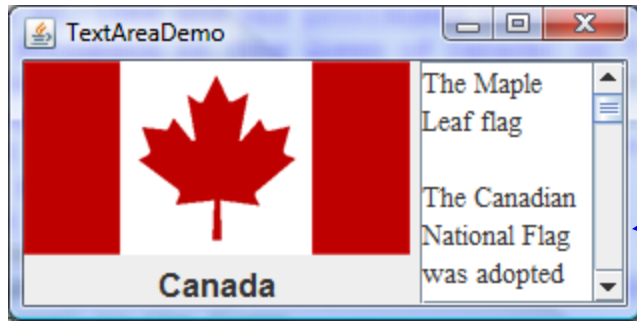 TextAreaDemo
The Maple
Leaf flag
The Canadian
National Flag
was adopted
Canada